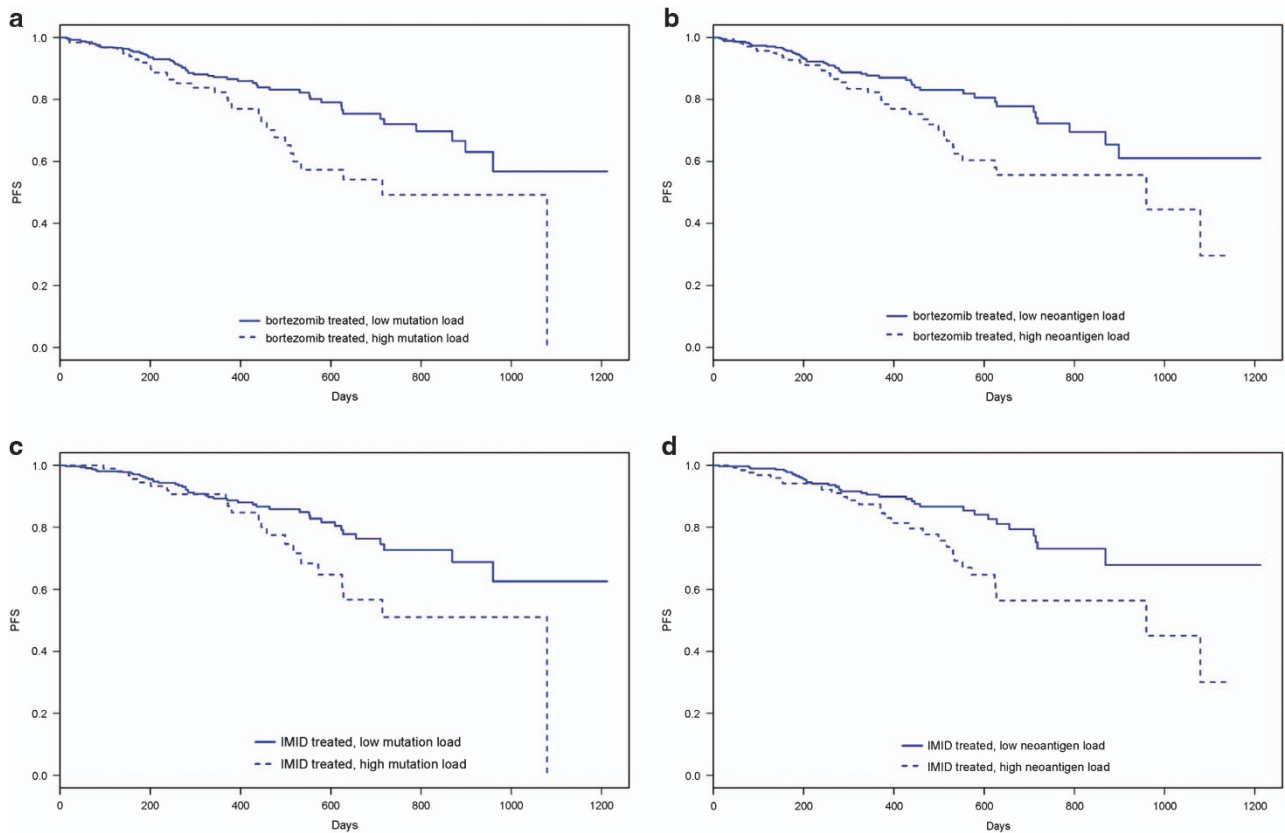 a
1.0
0.8
0.6
0.4
0.2
0.0
PFS
bortezomib treated, low mutation load
bortezomib treated, high mutation load
0 200 400 600 800 1000 1200
Days
b
1.0
0.8
0.6
0.4
0.2
0.0
PFS
bortezomib treated, low neoantigen load
bortezomib treated, high neoantigen load
0 200 400 600 800 1000 1200
Days
c
1.0
0.8
0.6
0.4
0.2
0.0
PFS
IMID treated, low mutation load
IMID treated, high mutation load
0 200 400 600 800 1000 1200
Days
d
1.0
0.8
0.6
0.4
0.2
0.0
PFS
IMID treated, low neoantigen load
IMID treated, high neoantigen load
0 200 400 600 800 1000 1200
Days